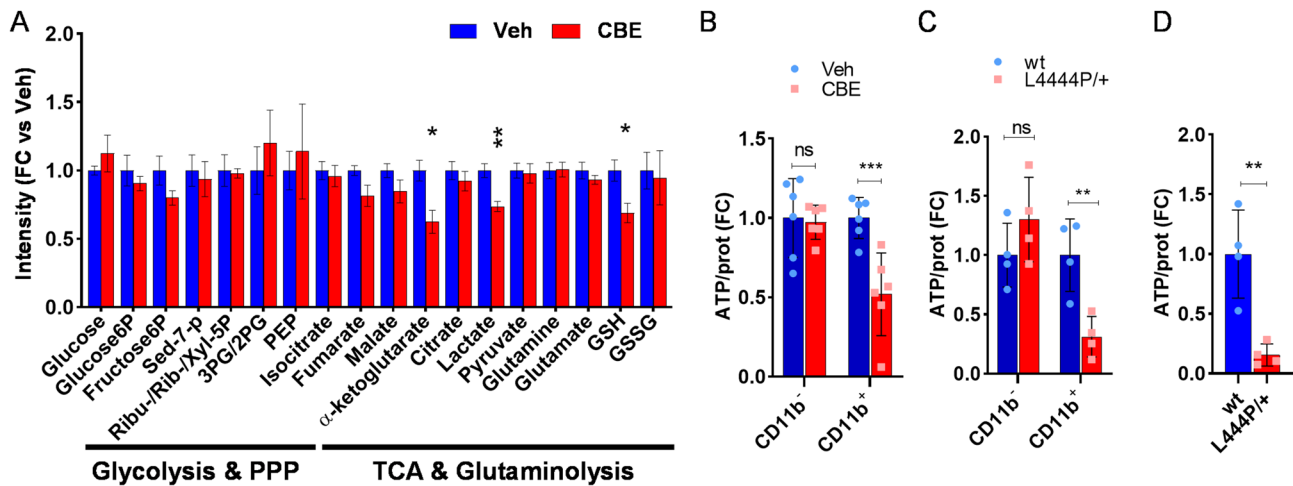 A
Veh
CBE
Intensity (FC vs Veh)
2.0
1.5
1.0
0.5
0.0
*
**
*
Glucose
Glucose6P
Fructose6P
Sed-7-p
Ribu-/Rib-/Xyl-5P
3PG/2PG
PEP
Isocitrate
Fumarate
Malate
α-ketoglutarate
Citrate
Lactate
Pyruvate
Glutamine
Glutamate
GSH
GSSG
Glycolysis & PPP
TCA & Glutaminolysis
B
Veh
CBE
ATP/prot (FC)
1.5
1.0
0.5
0.0
ns
***
CD11b-
CD11b+
C
wt
L4444P/+
ATP/prot (FC)
2.0
1.5
1.0
0.5
0.0
ns
**
CD11b-
CD11b+
D
ATP/prot (FC)
2.0
1.5
1.0
0.5
0.0
**
wt
L444P/+